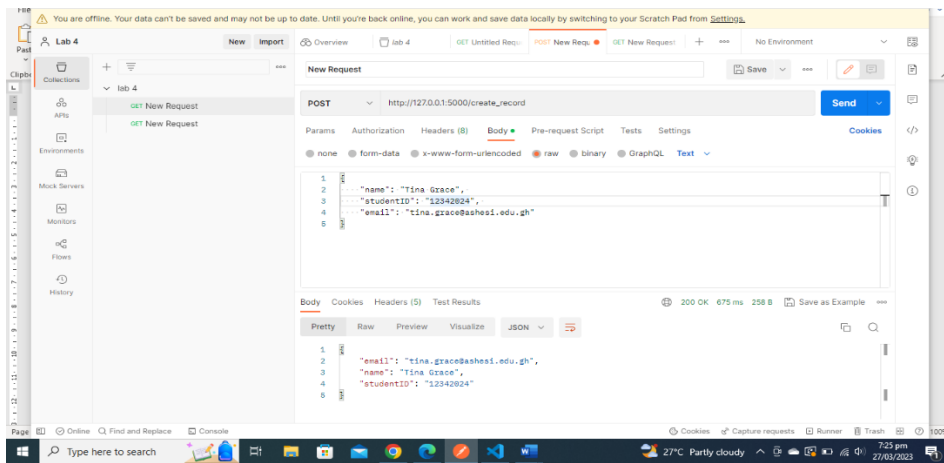 File
You are offline. Your data can't be saved and may not be up to date. Until you're back online, you can work and save data locally by switching to your Scratch Pad from Settings.
Lab 4 New Import
Overview lab 4 GET Untitled Requ POST New Requ GET New Request + No Environment
Past
Clipb
Collections
APIs
Environments
Mock Servers
Monitors
Flows
History
lab 4
GET New Request
GET New Request
New Request Save
POST http://127.0.0.1:5000/create_record Send
Params Authorization Headers (8) Body Pre-request Script Tests Settings Cookies
none form-data x-www-form-urlencoded raw binary GraphQL Text
1 {
2 "name": "Tina Grace",
3 "studentID": "12342024",
4 "email": "tina.grace@ashesi.edu.gh"
5 }
Body Cookies Headers (5) Test Results 200 OK 675 ms 258 B Save as Example
Pretty Raw Preview Visualize JSON
1 {
2 "email": "tina.grace@ashesi.edu.gh",
3 "name": "Tina Grace",
4 "studentID": "12342024"
5 }
Page Online Find and Replace Console Cookies Capture requests Runner Trash 100
Type here to search 27°C Partly cloudy 7:25 pm
27/03/2023